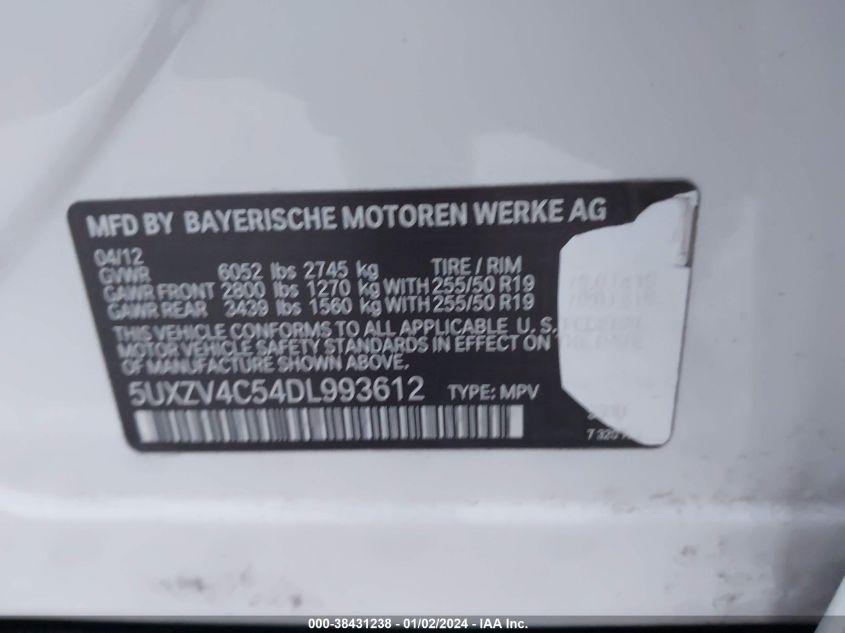 MFD BY BAYERISCHE MOTOREN WERKE AG
04/12
GVWR 6052 lbs 2745 kg TIRE / RIM
GAWR FRONT 2800 lbs 1270 kg WITH 255/50 R19
GAWR REAR 3439 lbs 1560 kg WITH 255/50 R19
THIS VEHICLE CONFORMS TO ALL APPLICABLE U. S. FEDERAL
MOTOR VEHICLE SAFETY STANDARDS IN EFFECT ON THE DATE
OF MANUFACTURE SHOWN ABOVE.
5UXZV4C54DL993612 TYPE: MPV
000-38431238 - 01/02/2024 - IAA Inc.